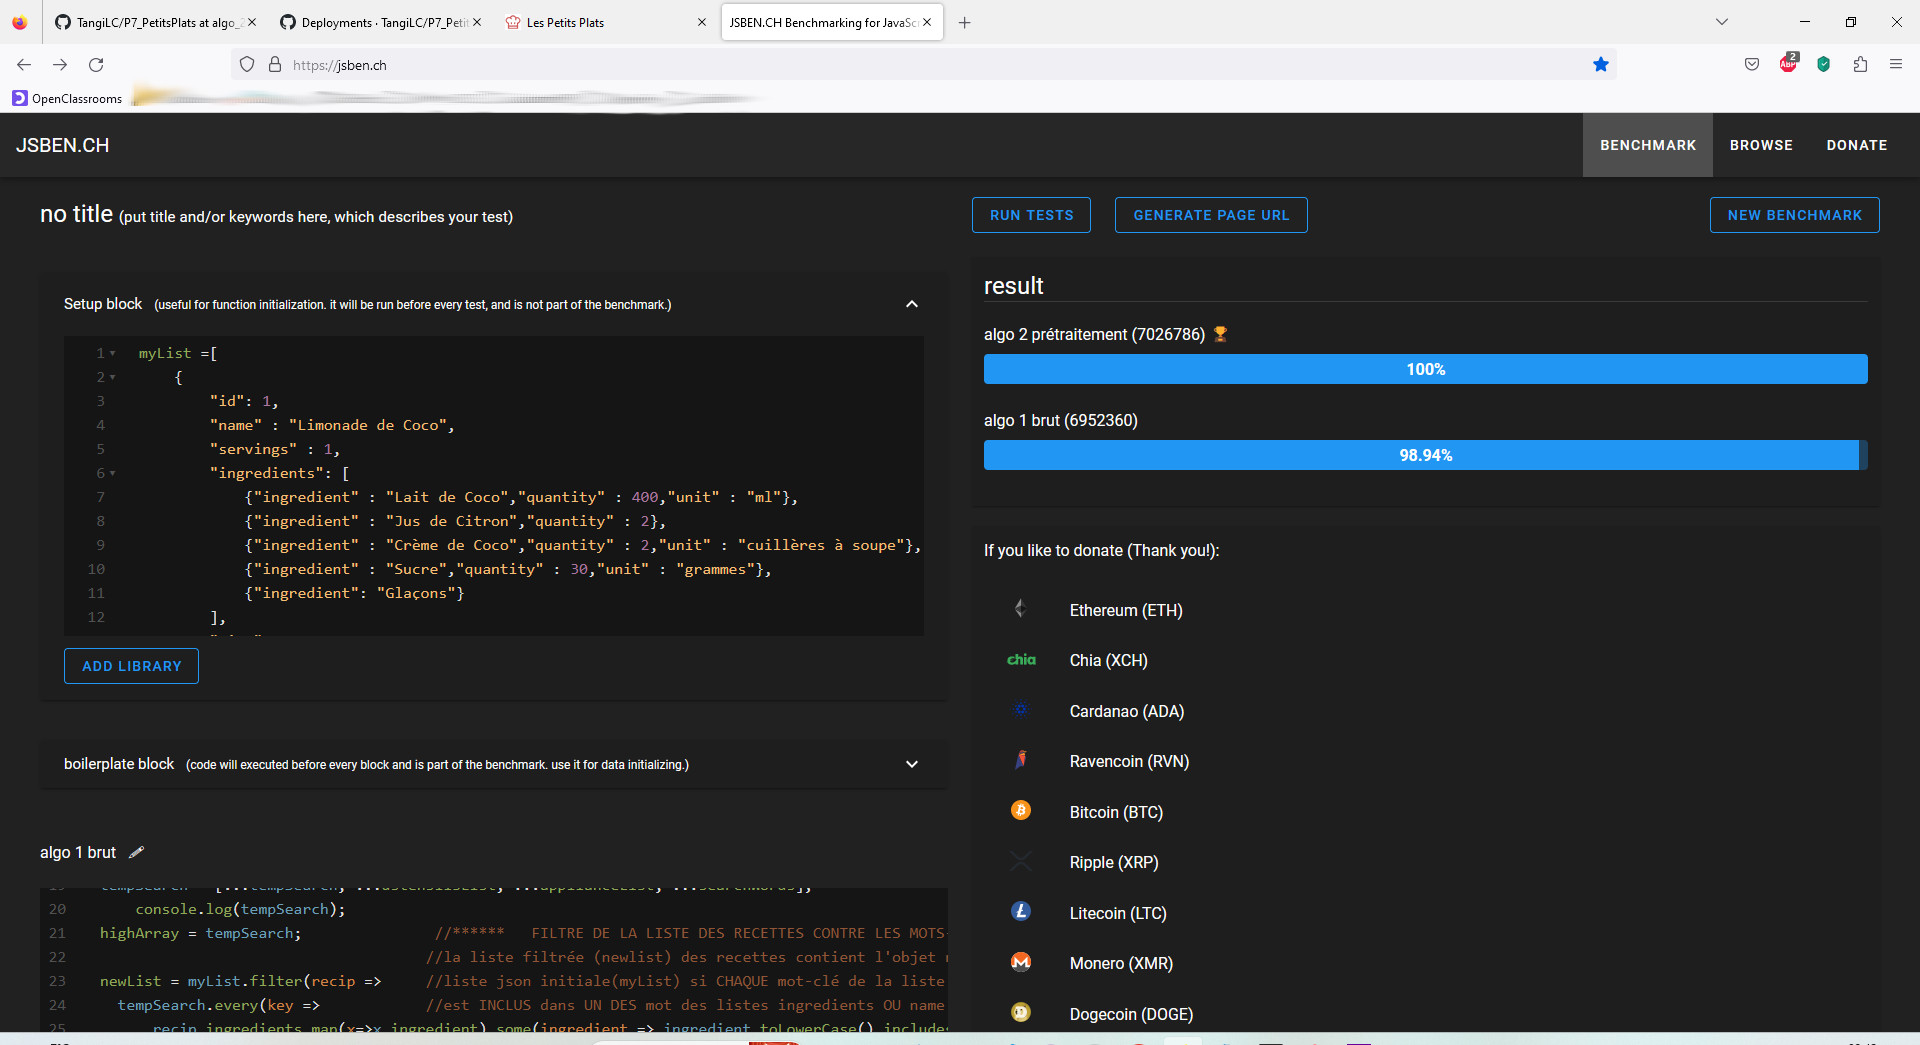 TangiLC/P7_PetitsPlats at algo_
Deployments · TangiLC/P7_Petit
Les Petits Plats
JSBEN.CH Benchmarking for JavaSc
https://jsben.ch
2
ABP
OpenClassrooms
JSBEN.CH
BENCHMARK
BROWSE
DONATE
no title (put title and/or keywords here, which describes your test)
RUN TESTS
GENERATE PAGE URL
NEW BENCHMARK
Setup block (useful for function initialization. it will be run before every test, and is not part of the benchmark.)
1 myList =[
2 {
3 "id": 1,
4 "name" : "Limonade de Coco",
5 "servings" : 1,
6 "ingredients": [
7 {"ingredient" : "Lait de Coco","quantity" : 400,"unit" : "ml"},
8 {"ingredient" : "Jus de Citron","quantity" : 2},
9 {"ingredient" : "Crème de Coco","quantity" : 2,"unit" : "cuillères à soupe"},
10 {"ingredient" : "Sucre","quantity" : 30,"unit" : "grammes"},
11 {"ingredient": "Glaçons"}
12 ],
ADD LIBRARY
boilerplate block (code will executed before every block and is part of the benchmark. use it for data initializing.)
algo 1 brut
20 console.log(tempSearch);
21 highArray = tempSearch; //****** FILTRE DE LA LISTE DES RECETTES CONTRE LES MOTS-
22 //la liste filtrée (newlist) des recettes contient l'objet
23 newList = myList.filter(recip => //liste json initiale(myList) si CHAQUE mot-clé de la liste
24 tempSearch.every(key => //est INCLUS dans UN DES mot des listes ingredients OU name
25 recip.ingredients.map(x=>x.ingredient).some(ingredient => ingredient.toLowerCase().include
result
algo 2 prétraitement (7026786)
100%
algo 1 brut (6952360)
98.94%
If you like to donate (Thank you!):
Ethereum (ETH)
chia Chia (XCH)
Cardanao (ADA)
Ravencoin (RVN)
Bitcoin (BTC)
Ripple (XRP)
Litecoin (LTC)
Monero (XMR)
Dogecoin (DOGE)